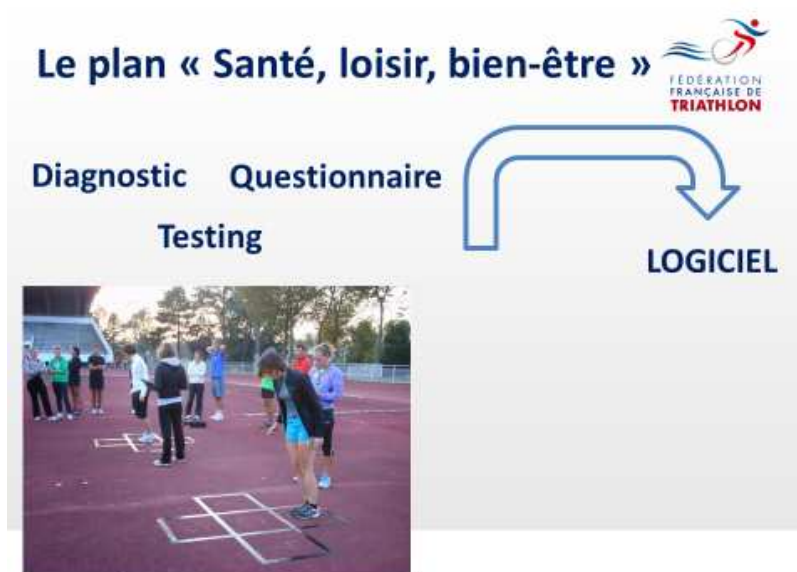 Le plan « Santé, loisir, bien-être »
FÉDÉRATION
FRANÇAISE DE
TRIATHLON
Diagnostic Questionnaire
Testing
LOGICIEL